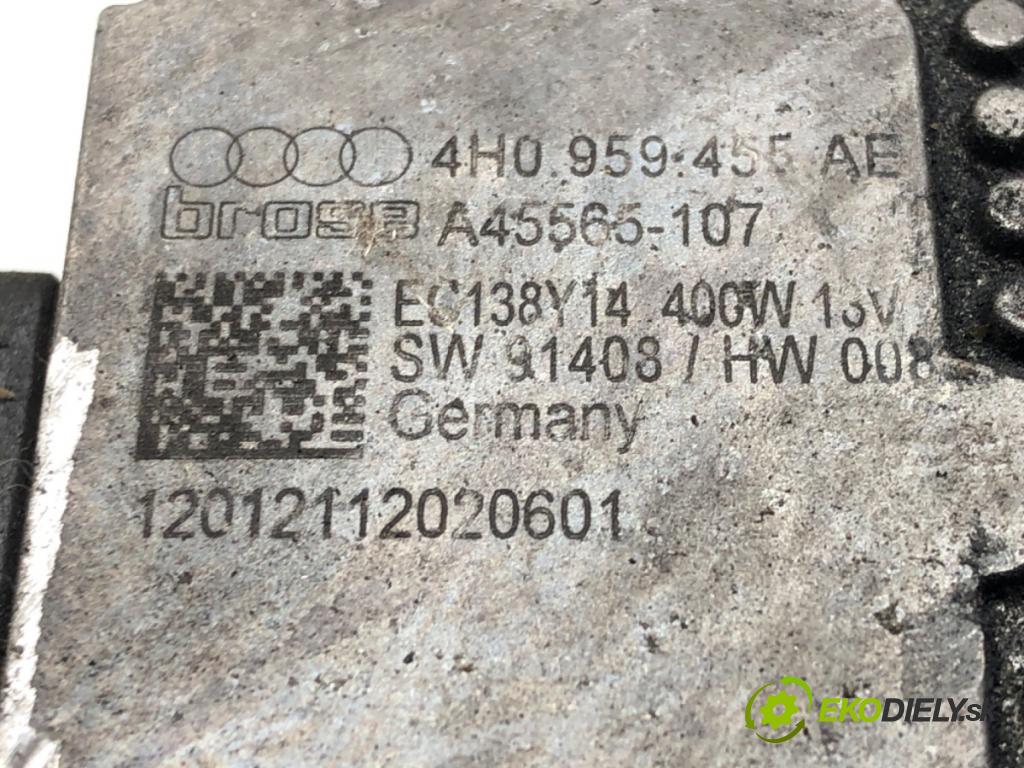 4H0.959.455 AE
brose A45565-107
EC138Y14 400W 13V
SW 91408 / HW 008
Germany
12012112020601
EKODIELY.sk